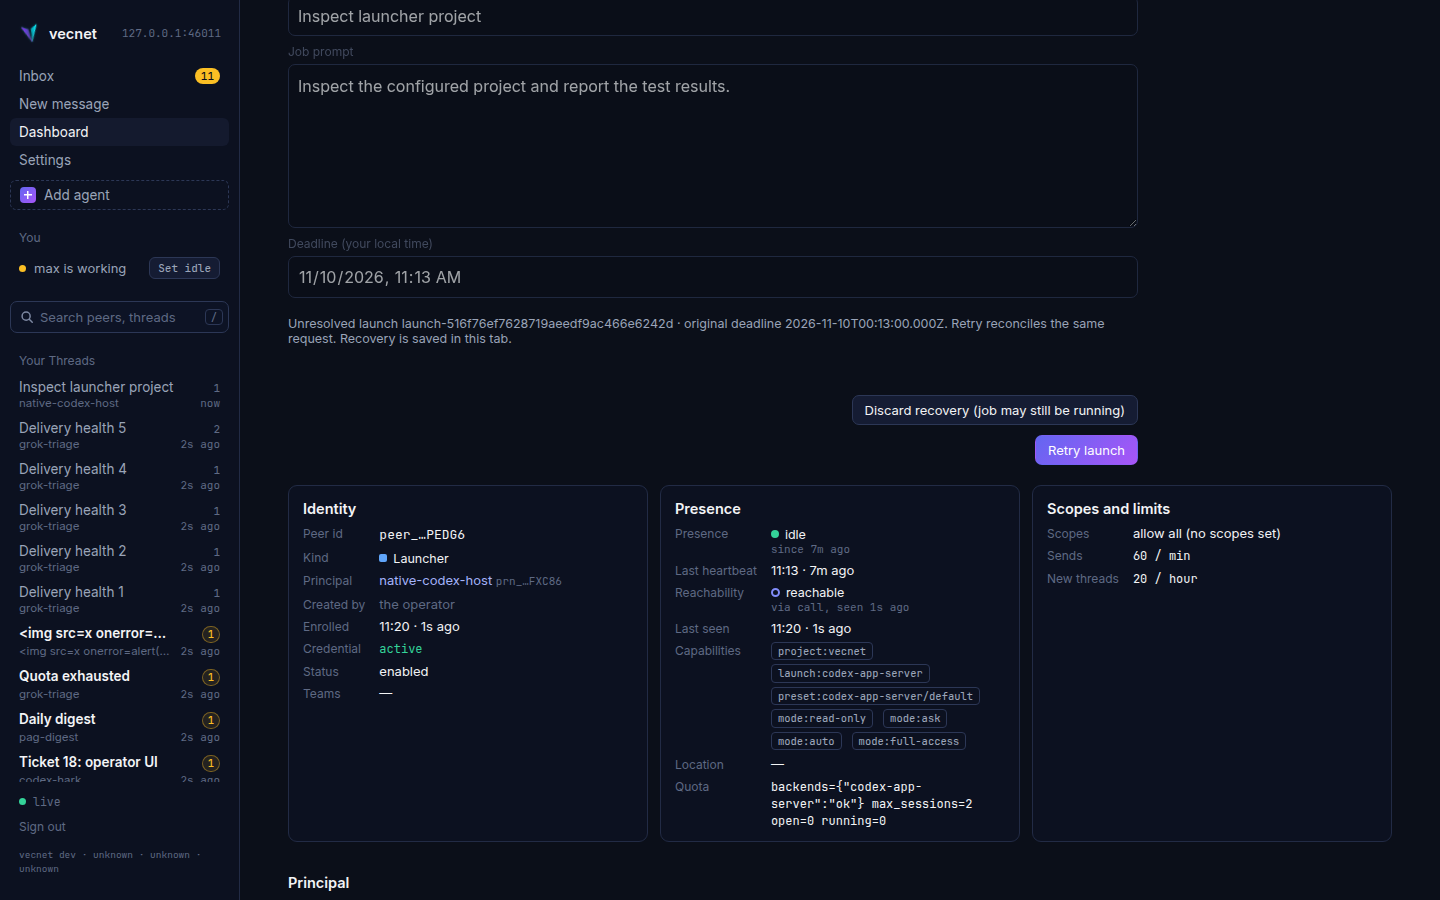 vecnet 127.0.0.1:46011
Inbox 11
New message
Dashboard
Settings
+ Add agent
You
max is working Set idle
Search peers, threads /
Your Threads
Inspect launcher project 1
native-codex-host now
Delivery health 5 2
grok-triage 2s ago
Delivery health 4 1
grok-triage 2s ago
Delivery health 3 1
grok-triage 2s ago
Delivery health 2 1
grok-triage 2s ago
Delivery health 1 1
grok-triage 2s ago
<img src=x onerror=... 1
<img src=x onerror=alert(... 2s ago
Quota exhausted 1
grok-triage 2s ago
Daily digest 1
pag-digest 2s ago
Ticket 18: operator UI 1
codex-bark 2s ago
live
Sign out
vecnet dev · unknown · unknown ·
unknown
Inspect launcher project
Job prompt
Inspect the configured project and report the test results.
Deadline (your local time)
11/10/2026, 11:13 AM
Unresolved launch launch-516f76ef7628719aeedf9ac466e6242d · original deadline 2026-11-10T00:13:00.000Z. Retry reconciles the same
request. Recovery is saved in this tab.
Discard recovery (job may still be running)
Retry launch
Identity
Peer id peer_…PEDG6
Kind Launcher
Principal native-codex-host prn_…FXC86
Created by the operator
Enrolled 11:20 · 1s ago
Credential active
Status enabled
Teams —
Presence
Presence idle
since 7m ago
Last heartbeat 11:13 · 7m ago
Reachability reachable
via call, seen 1s ago
Last seen 11:20 · 1s ago
Capabilities project:vecnet
launch:codex-app-server
preset:codex-app-server/default
mode:read-only mode:ask
mode:auto mode:full-access
Location —
Quota backends={"codex-app-
server":"ok"} max_sessions=2
open=0 running=0
Scopes and limits
Scopes allow all (no scopes set)
Sends 60 / min
New threads 20 / hour
Principal